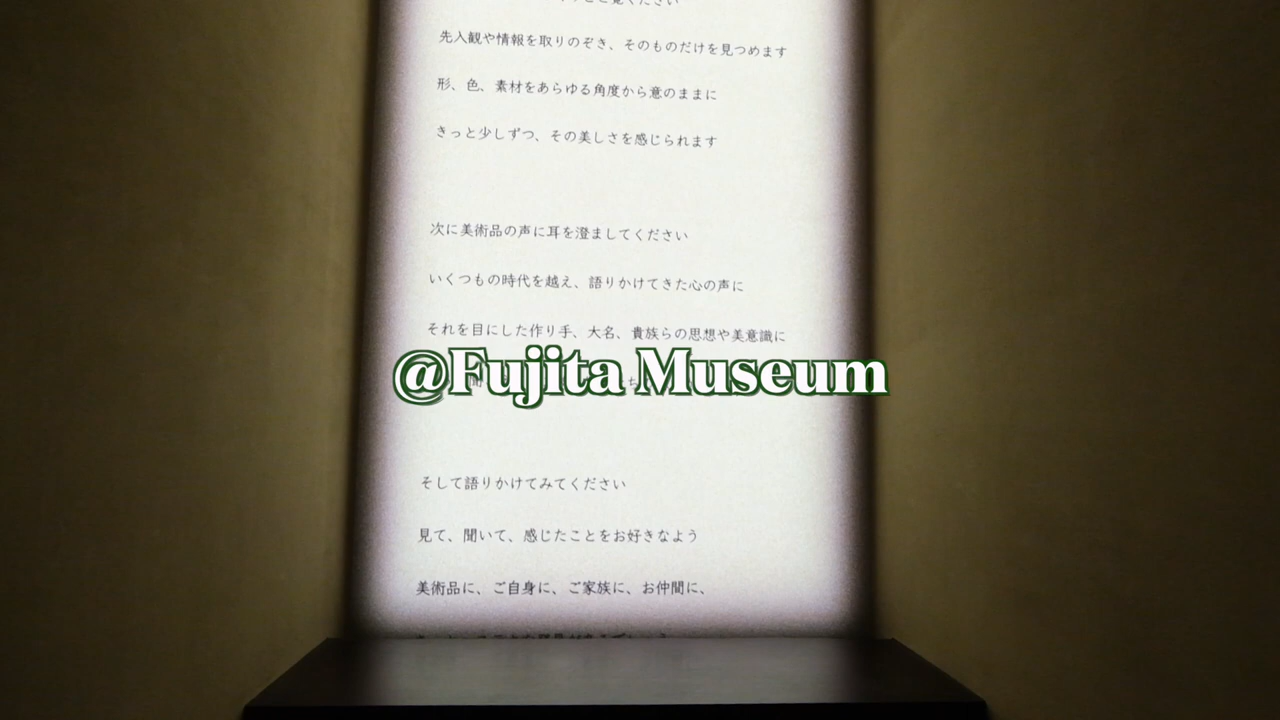 ご覧ください
先入観や情報を取りのぞき、そのものだけを見つめます
形、色、素材をあらゆる角度から意のままに
きっと少しずつ、その美しさを感じられます
次に美術品の声に耳を澄ましてください
いくつもの時代を越え、語りかけてきた心の声に
それを目にした作り手、大名、貴族らの思想や美意識に
@Fujita Museum
そして語りかけてみてください
見て、聞いて、感じたことをお好きなよう
美術品に、ご自身に、ご家族に、お仲間に、